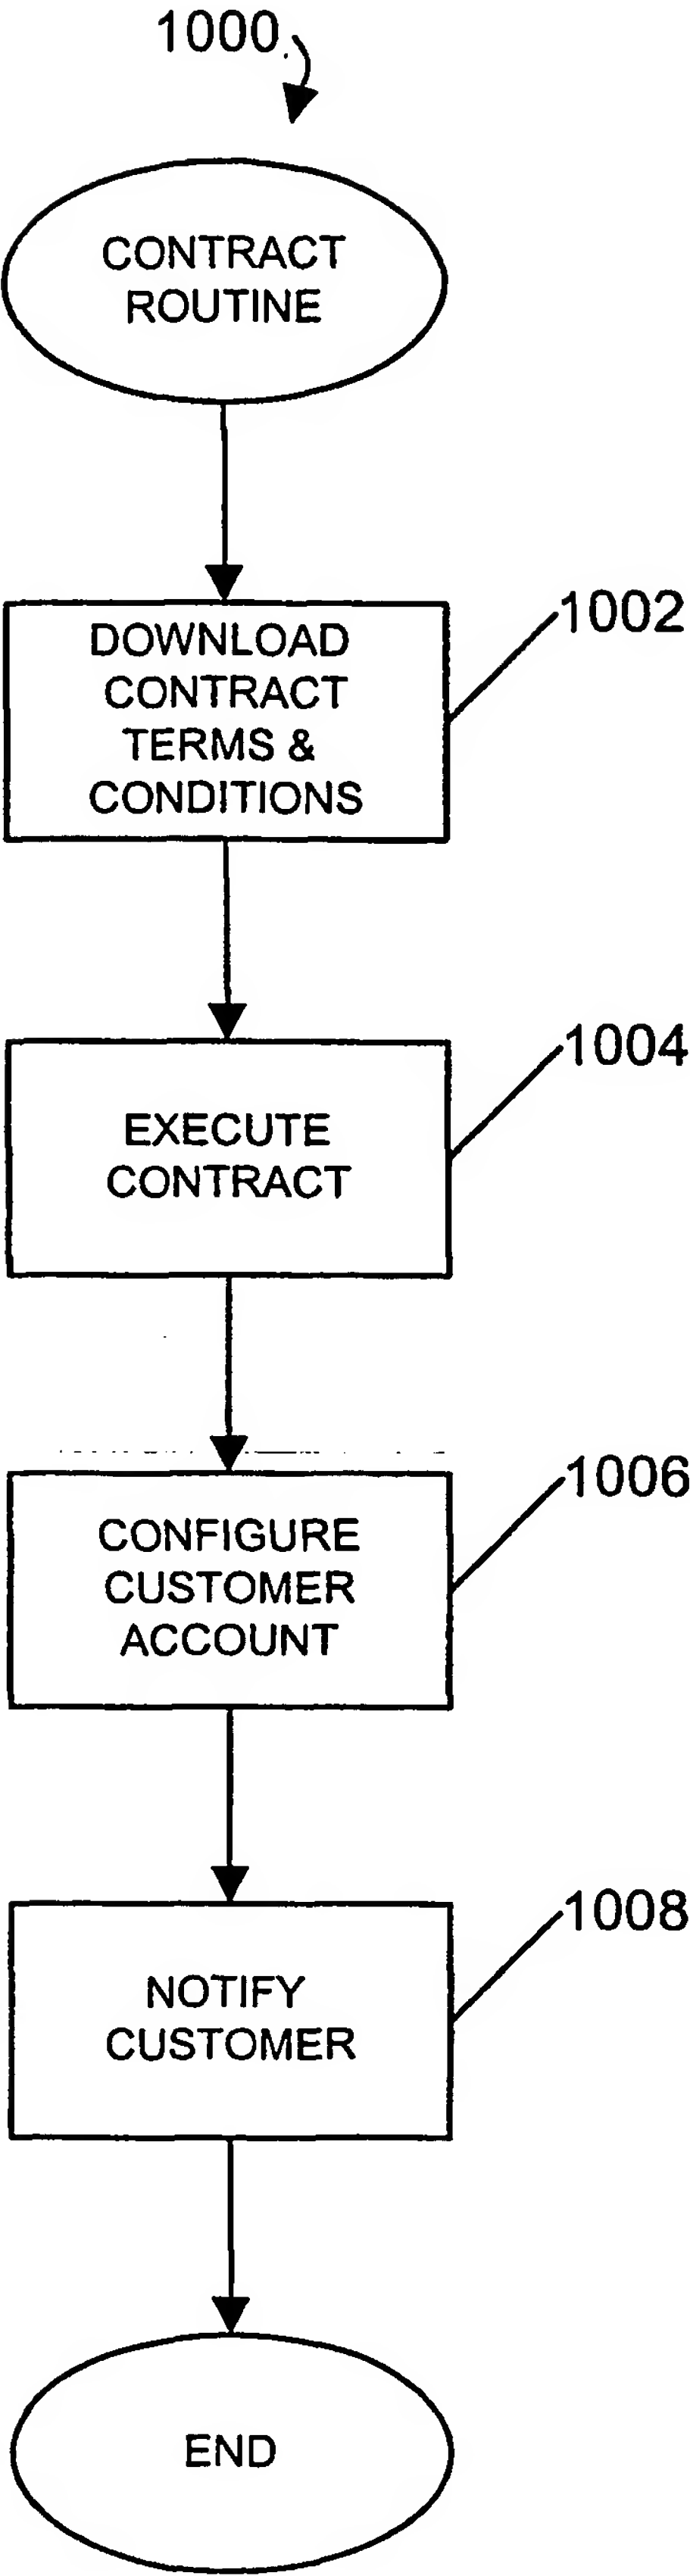 1000
CONTRACT
ROUTINE
1002
DOWNLOAD
CONTRACT
TERMS &
CONDITIONS
1004
EXECUTE
CONTRACT
1006
CONFIGURE
CUSTOMER
ACCOUNT
1008
NOTIFY
CUSTOMER
END